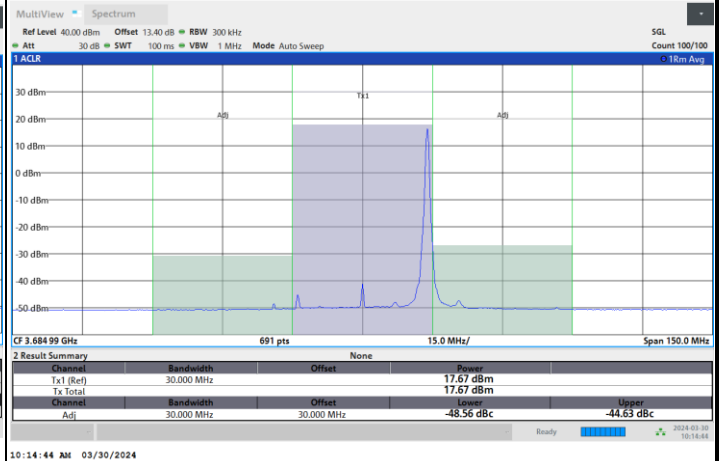 MultiView Spectrum
Ref Level 40.00 dBm Offset 13.40 dB RBW 300 kHz SGL
Att 30 dB SWT 100 ms VBW 1 MHz Mode Auto Sweep Count 100/100
1 ACLR 1Rm Avg
30 dBm
Tx1
Adj Adj
20 dBm
10 dBm
0 dBm
-10 dBm
-20 dBm
-30 dBm
-40 dBm
-50 dBm
CF 3.684 99 GHz 691 pts 15.0 MHz/ Span 150.0 MHz
2 Result Summary None
Channel Bandwidth Offset Power
Tx1 (Ref) 30.000 MHz 17.67 dBm
Tx Total 17.67 dBm
Channel Bandwidth Offset Lower Upper
Adj 30.000 MHz 30.000 MHz -48.56 dBc -44.63 dBc
Ready 2024-03-30
10:14:44
10:14:44 AM 03/30/2024